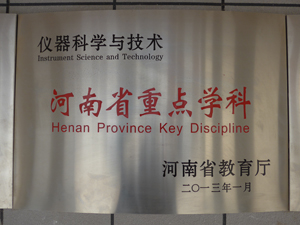 仪器科学与技术
Instrument Science and Technology
河南省重点学科
Henan Province Key Discipline
河南省教育厅
二〇一三年一月